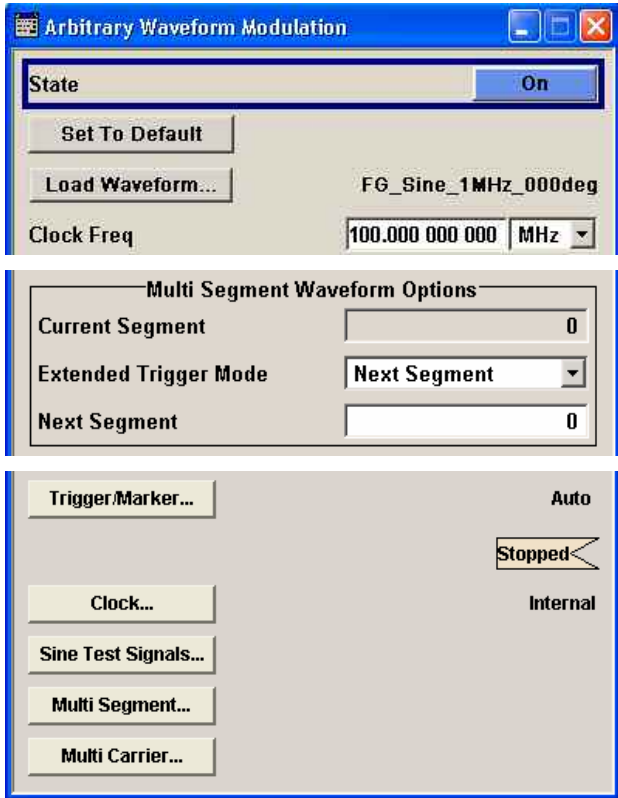 Arbitrary Waveform Modulation
State On
Set To Default
Load Waveform... FG_Sine_1MHz_000deg
Clock Freq 100.000 000 000 MHz
Multi Segment Waveform Options
Current Segment 0
Extended Trigger Mode Next Segment
Next Segment 0
Trigger/Marker... Auto
Stopped
Clock... Internal
Sine Test Signals...
Multi Segment...
Multi Carrier...